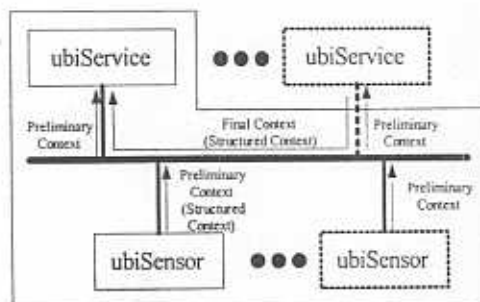 ubiService
ubiService
Preliminary
Context
Final Context
(Structured Context)
Preliminary
Context
Preliminary
Context
(Structured
Context)
Preliminary
Context
ubiSensor
ubiSensor